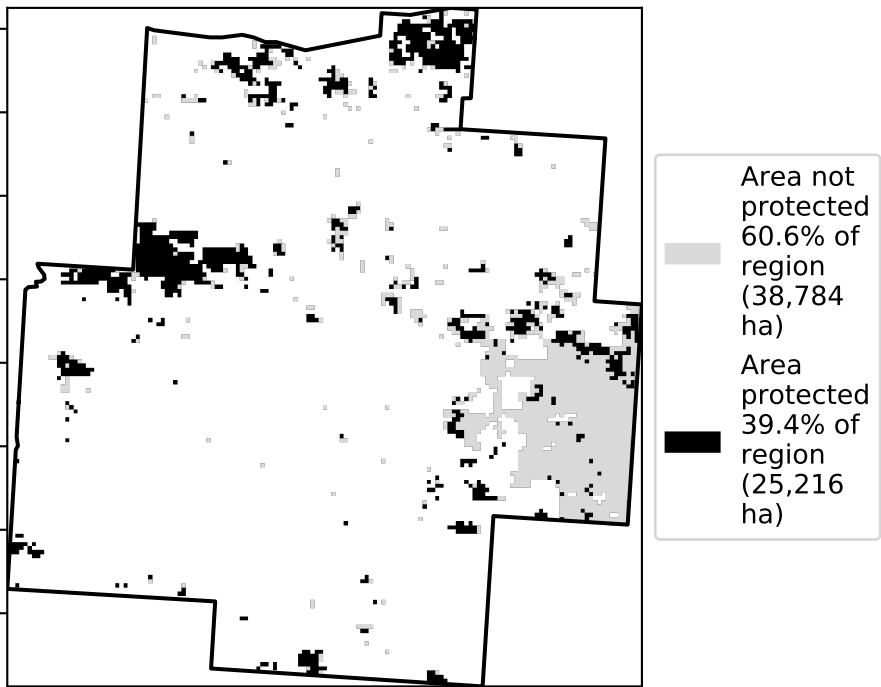 Area not
protected
60.6% of
region
(38,784
ha)
Area
protected
39.4% of
region
(25,216
ha)